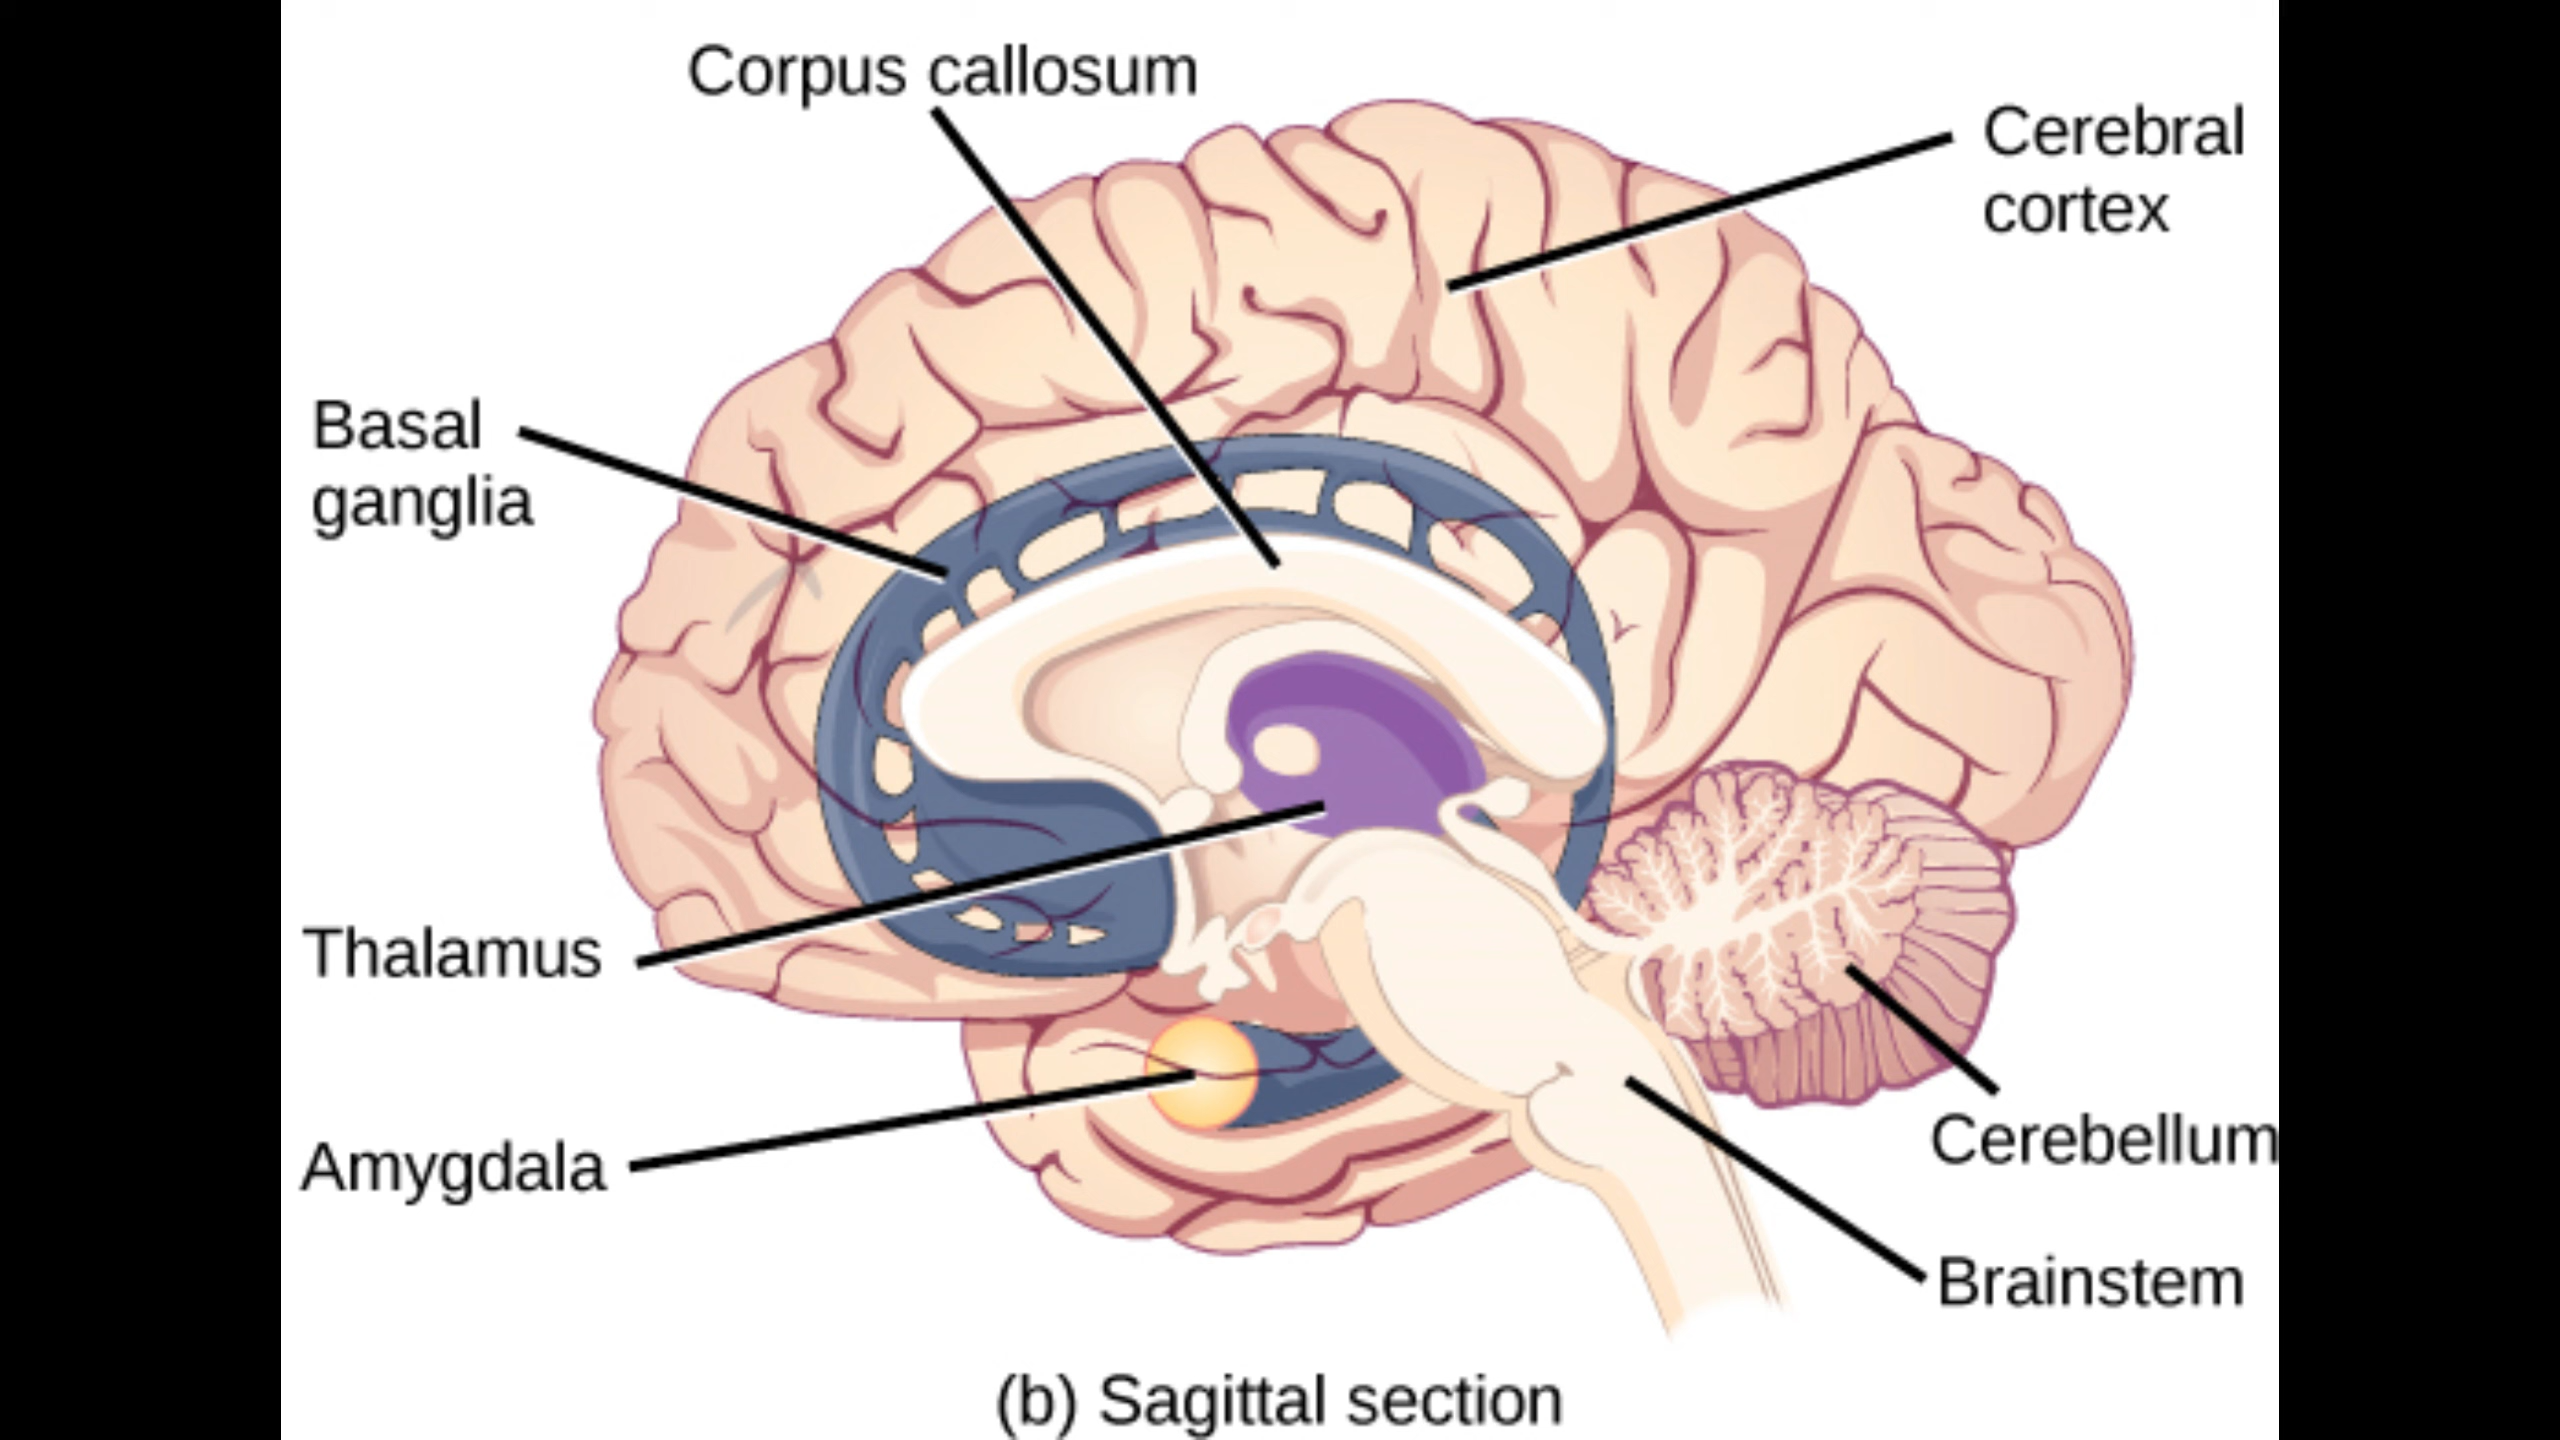 Corpus callosum
Cerebral
cortex
Basal
ganglia
Thalamus
Amygdala
Cerebellum
Brainstem
(b) Sagittal section